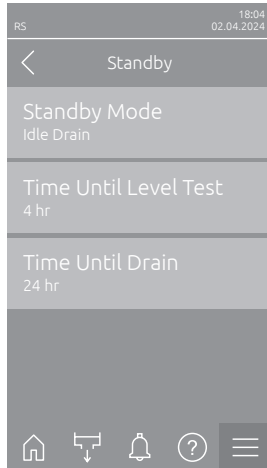 18:04
RS 02.04.2024
Standby
Standby Mode
Idle Drain
Time Until Level Test
4 hr
Time Until Drain
24 hr
?